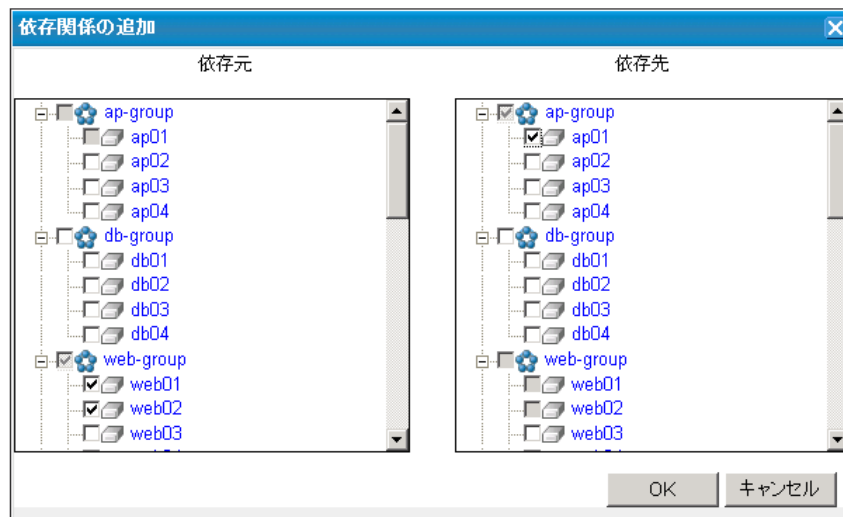 依存関係の追加
依存元
依存先
ap-group
ap01
ap02
ap03
ap04
db-group
db01
db02
db03
db04
web-group
web01
web02
web03
ap-group
ap01
ap02
ap03
ap04
db-group
db01
db02
db03
db04
web-group
web01
web02
web03
OK
キャンセル